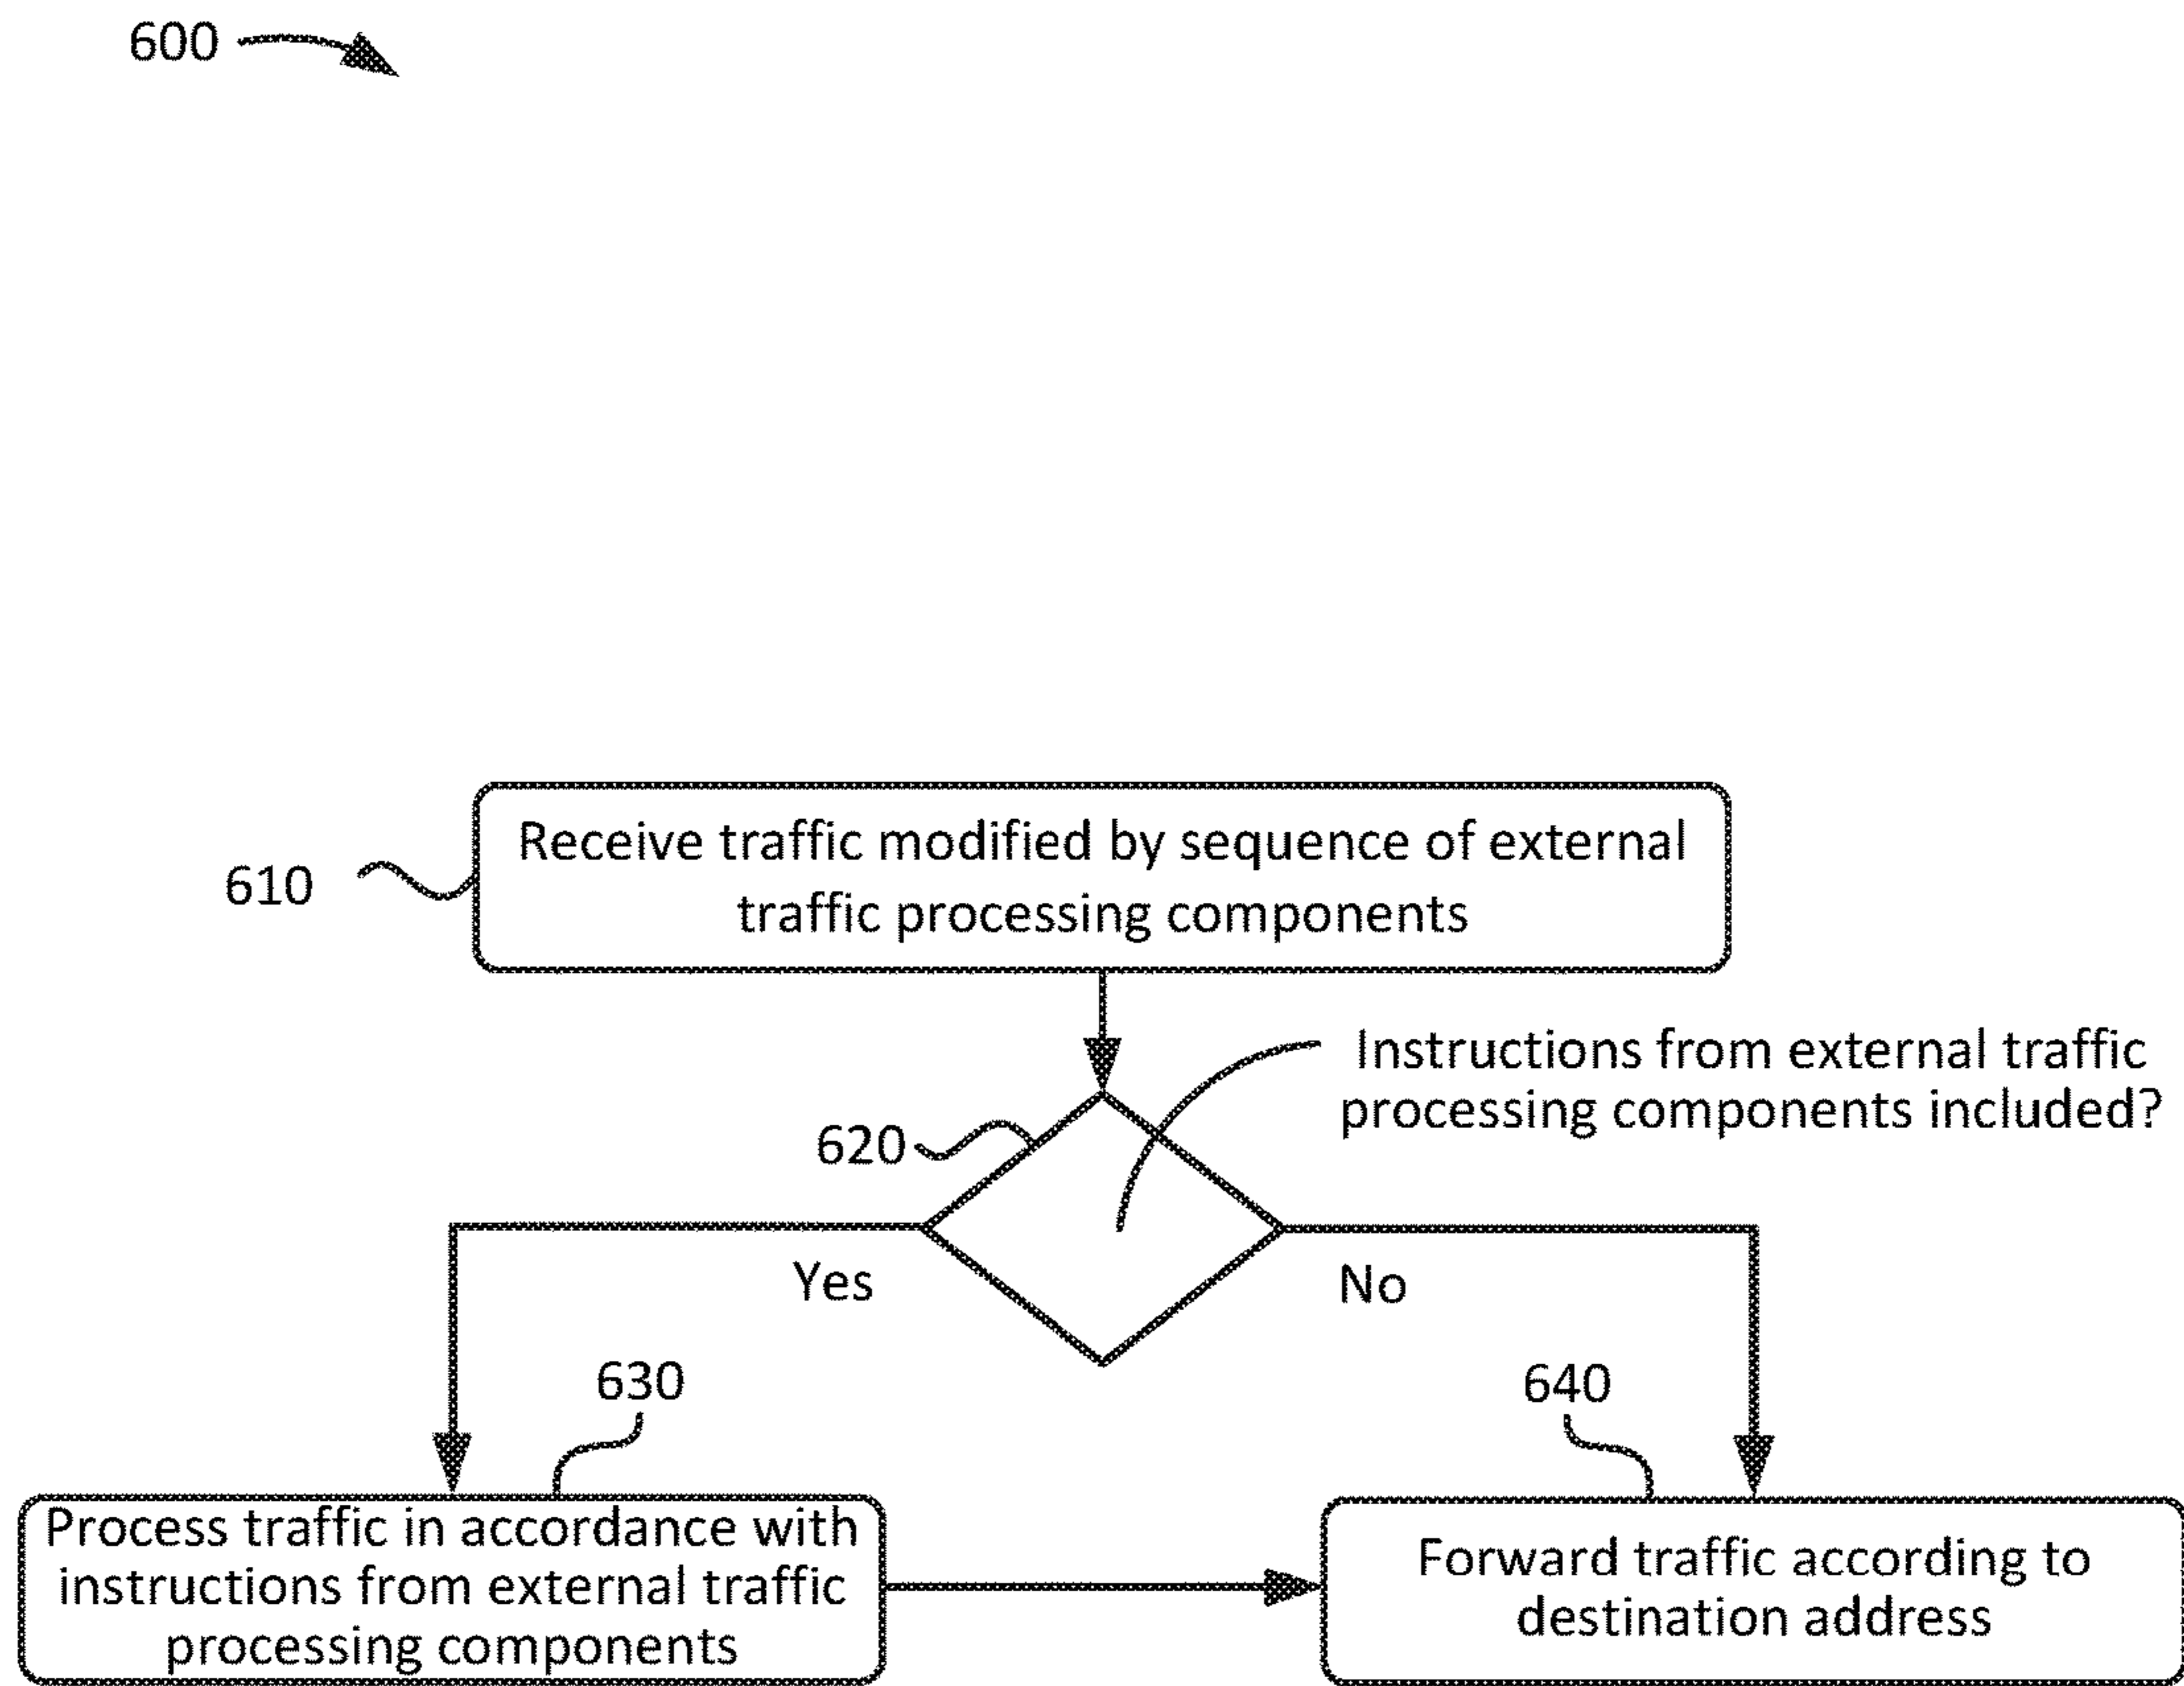 600
Receive traffic modified by sequence of external
traffic processing components
610
Instructions from external traffic
processing components included?
620
Yes
No
630
640
Process traffic in accordance with
instructions from external traffic
processing components
Forward traffic according to
destination address